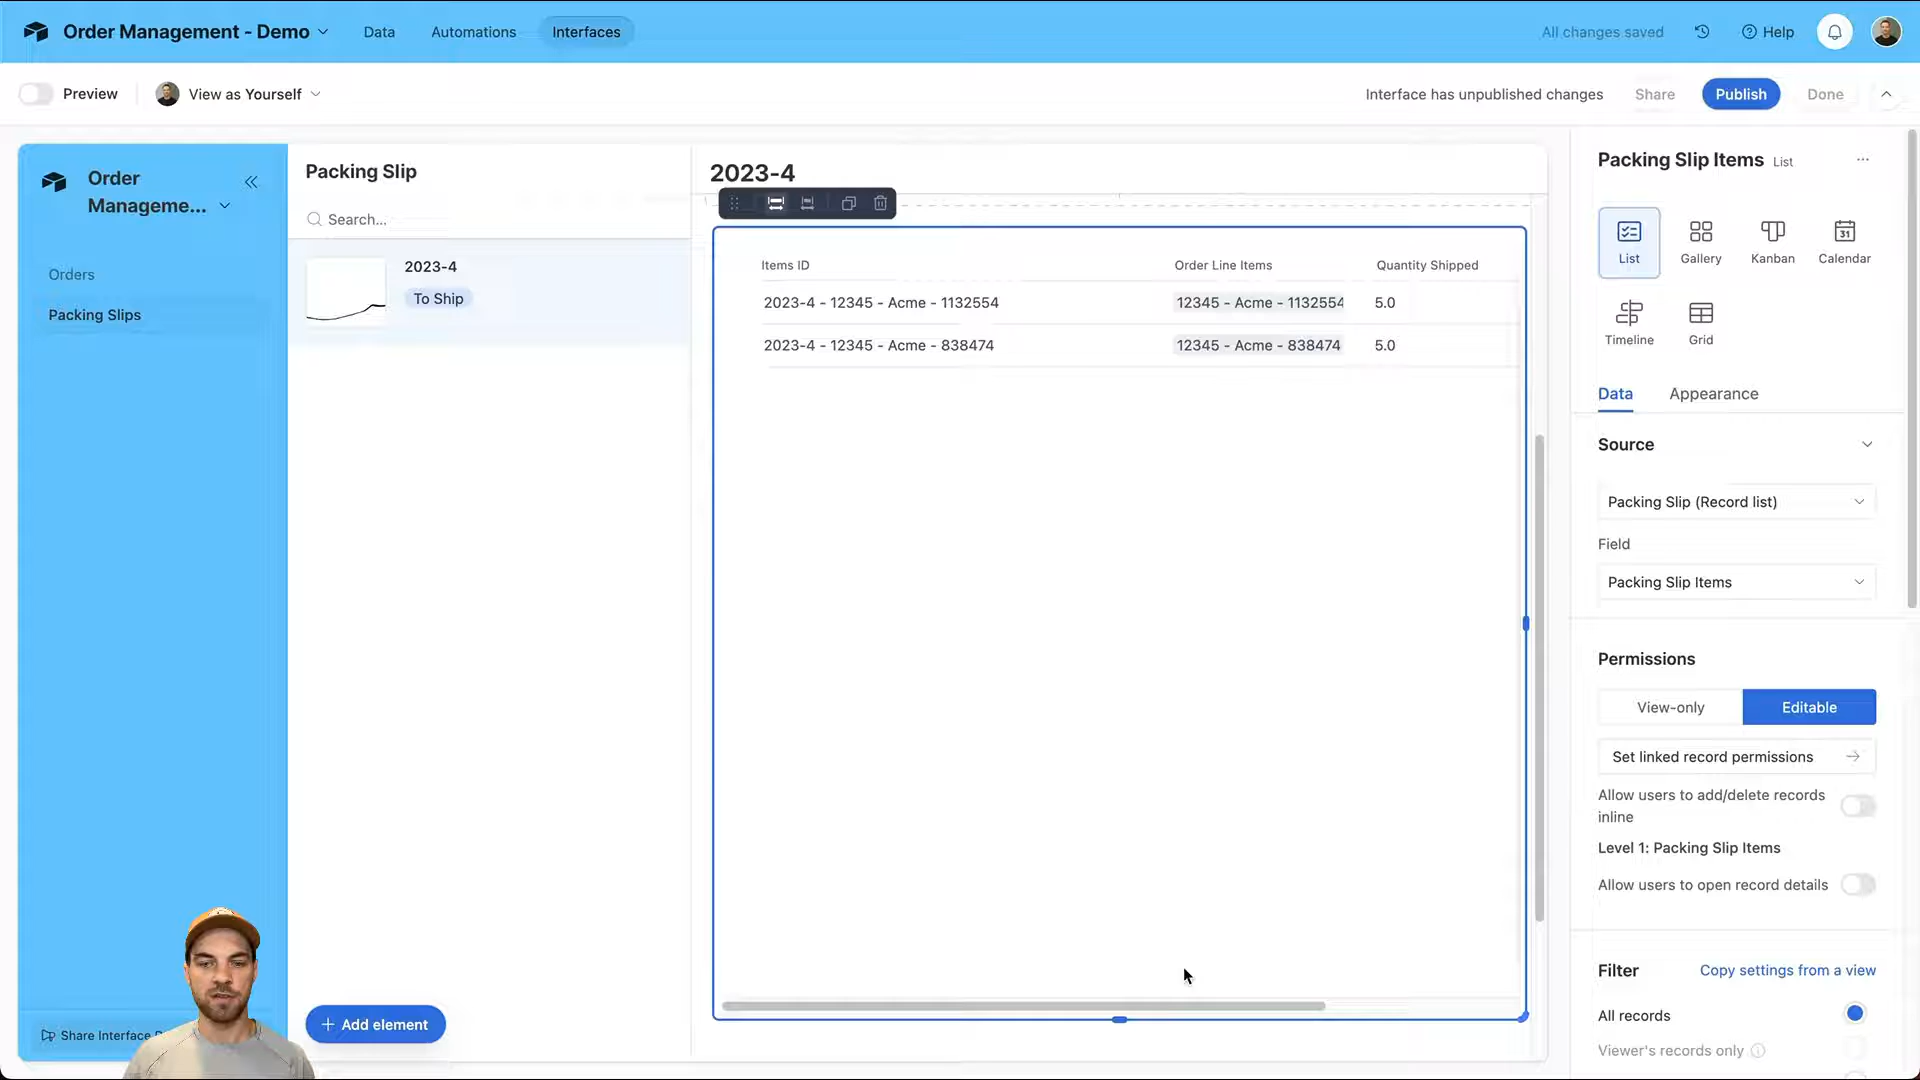 Order Management - Demo
Data
Automations
Interfaces
All changes saved
Help
Preview
View as Yourself
Interface has unpublished changes
Share
Publish
Done
Order
Manageme...
Orders
Packing Slips
Share Interface
Packing Slip
Search...
2023-4
To Ship
+ Add element
2023-4
Items ID
Order Line Items
Quantity Shipped
2023-4 - 12345 - Acme - 1132554
12345 - Acme - 1132554
5.0
2023-4 - 12345 - Acme - 838474
12345 - Acme - 838474
5.0
Packing Slip Items List
List
Gallery
Kanban
31
Calendar
Timeline
Grid
Data
Appearance
Source
Packing Slip (Record list)
Field
Packing Slip Items
Permissions
View-only
Editable
Set linked record permissions
Allow users to add/delete records
inline
Level 1: Packing Slip Items
Allow users to open record details
Filter
Copy settings from a view
All records
Viewer's records only